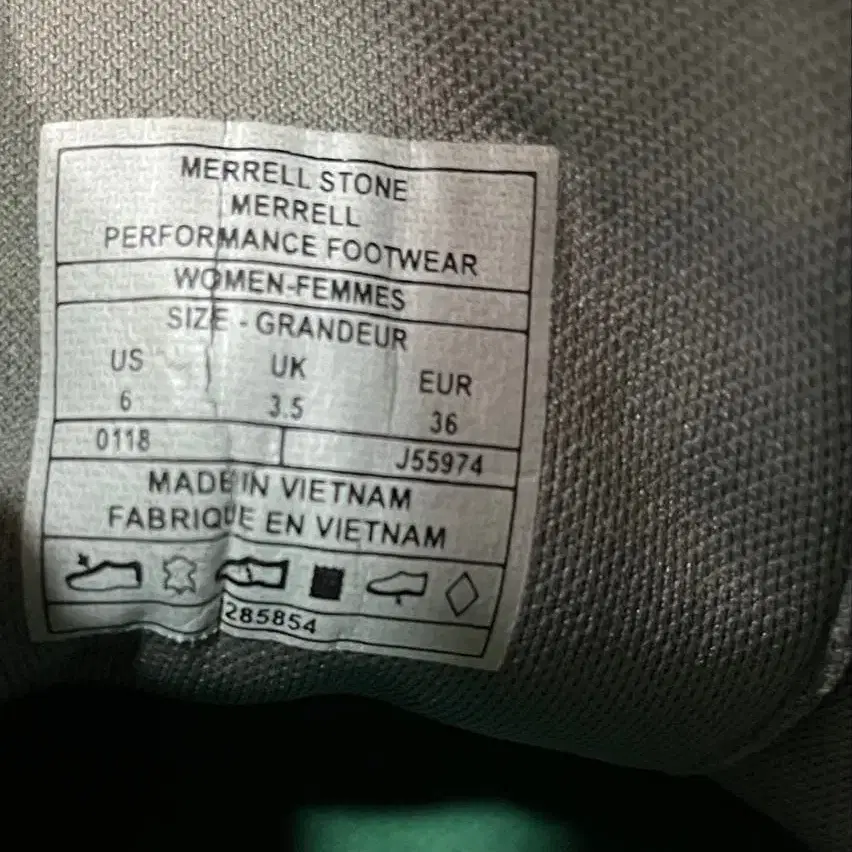 MERRELL STONE
MERRELL
PERFORMANCE FOOTWEAR
WOMEN-FEMMES
SIZE - GRANDEUR
US UK EUR
6 3.5 36
0118 J55974
MADE IN VIETNAM
FABRIQUE EN VIETNAM
285854